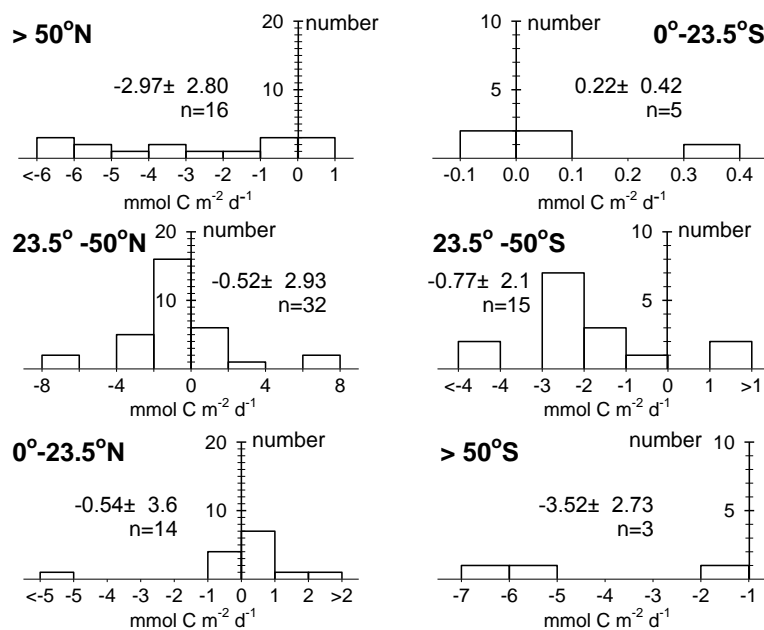 > 50°N
number
20
10
0
-2.97± 2.80
n=16
<-6 -6 -5 -4 -3 -2 -1 0 1
mmol C m⁻² d⁻¹
0°-23.5°S
number
10
5
0.22± 0.42
n=5
-0.1 0.0 0.1 0.2 0.3 0.4
mmol C m⁻² d⁻¹
23.5° -50°N
number
20
10
-0.52± 2.93
n=32
-8 -4 0 4 8
mmol C m⁻² d⁻¹
23.5° -50°S
number
10
5
-0.77± 2.1
n=15
<-4 -4 -3 -2 -1 0 1 >1
mmol C m⁻² d⁻¹
0°-23.5°N
number
20
10
-0.54± 3.6
n=14
<-5 -5 -4 -3 -2 -1 0 1 2 >2
mmol C m⁻² d⁻¹
> 50°S
number
10
5
-3.52± 2.73
n=3
-7 -6 -5 -4 -3 -2 -1
mmol C m⁻² d⁻¹